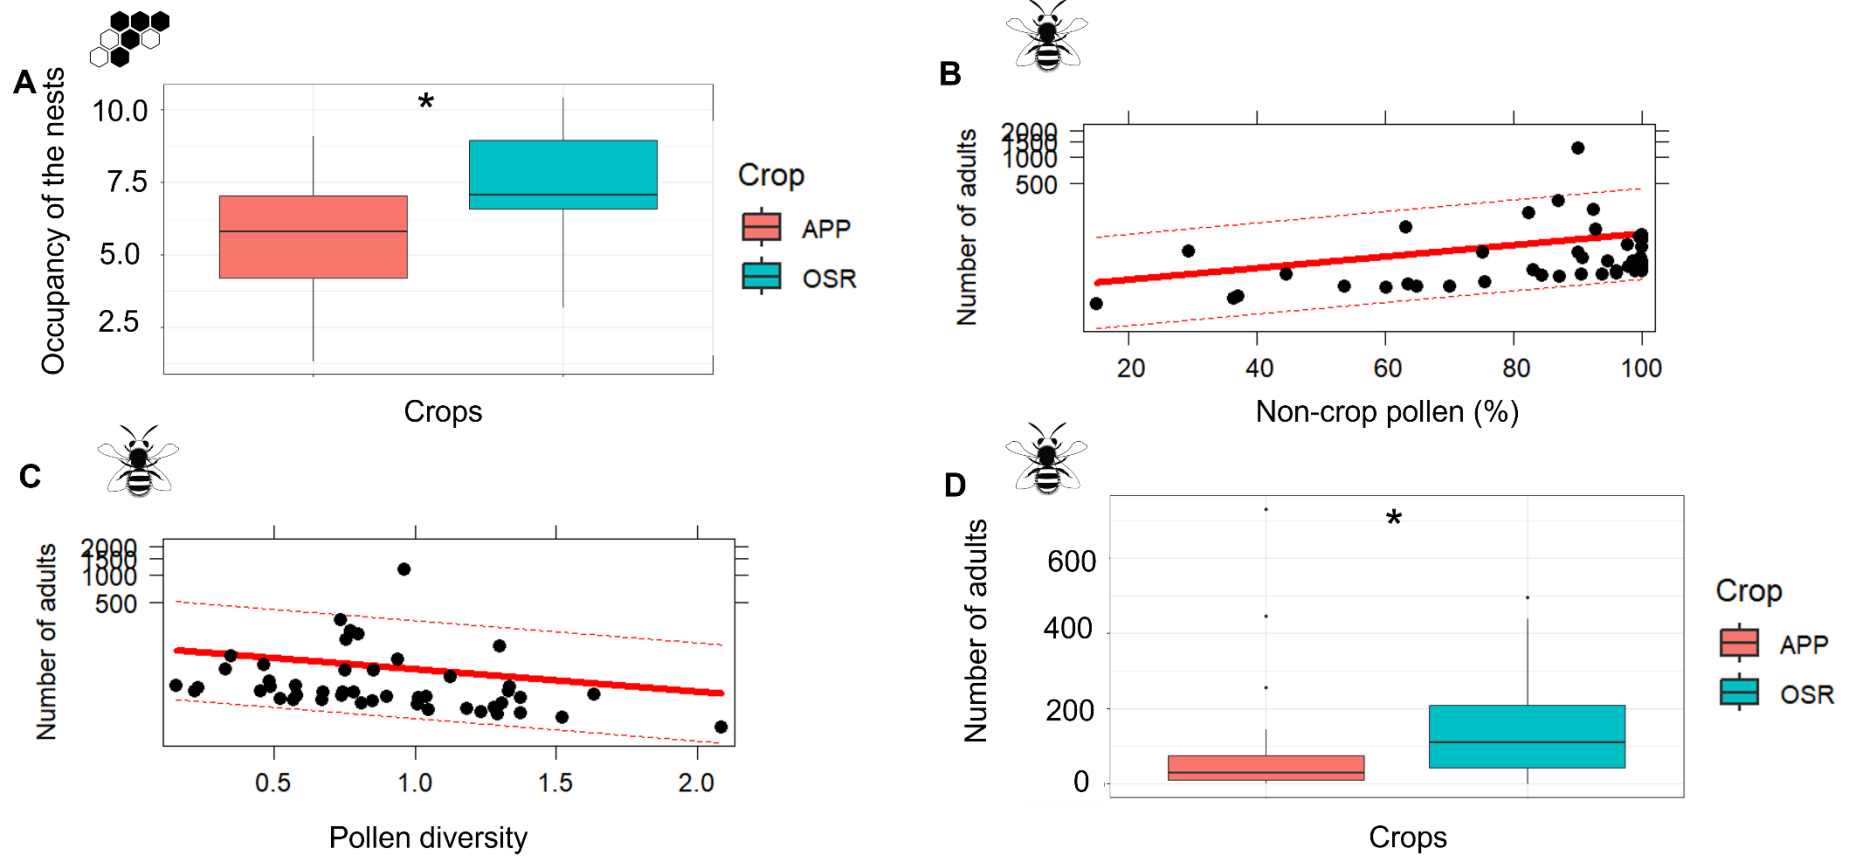 A
Occupancy of the nests
10.0
7.5
5.0
2.5
*
Crops
Crop
APP
OSR
B
Number of adults
2000
1500
1000
500
20 40 60 80 100
Non-crop pollen (%)
C
Number of adults
2000
1500
1000
500
0.5 1.0 1.5 2.0
Pollen diversity
D
Number of adults
600
400
200
0
*
Crops
Crop
APP
OSR